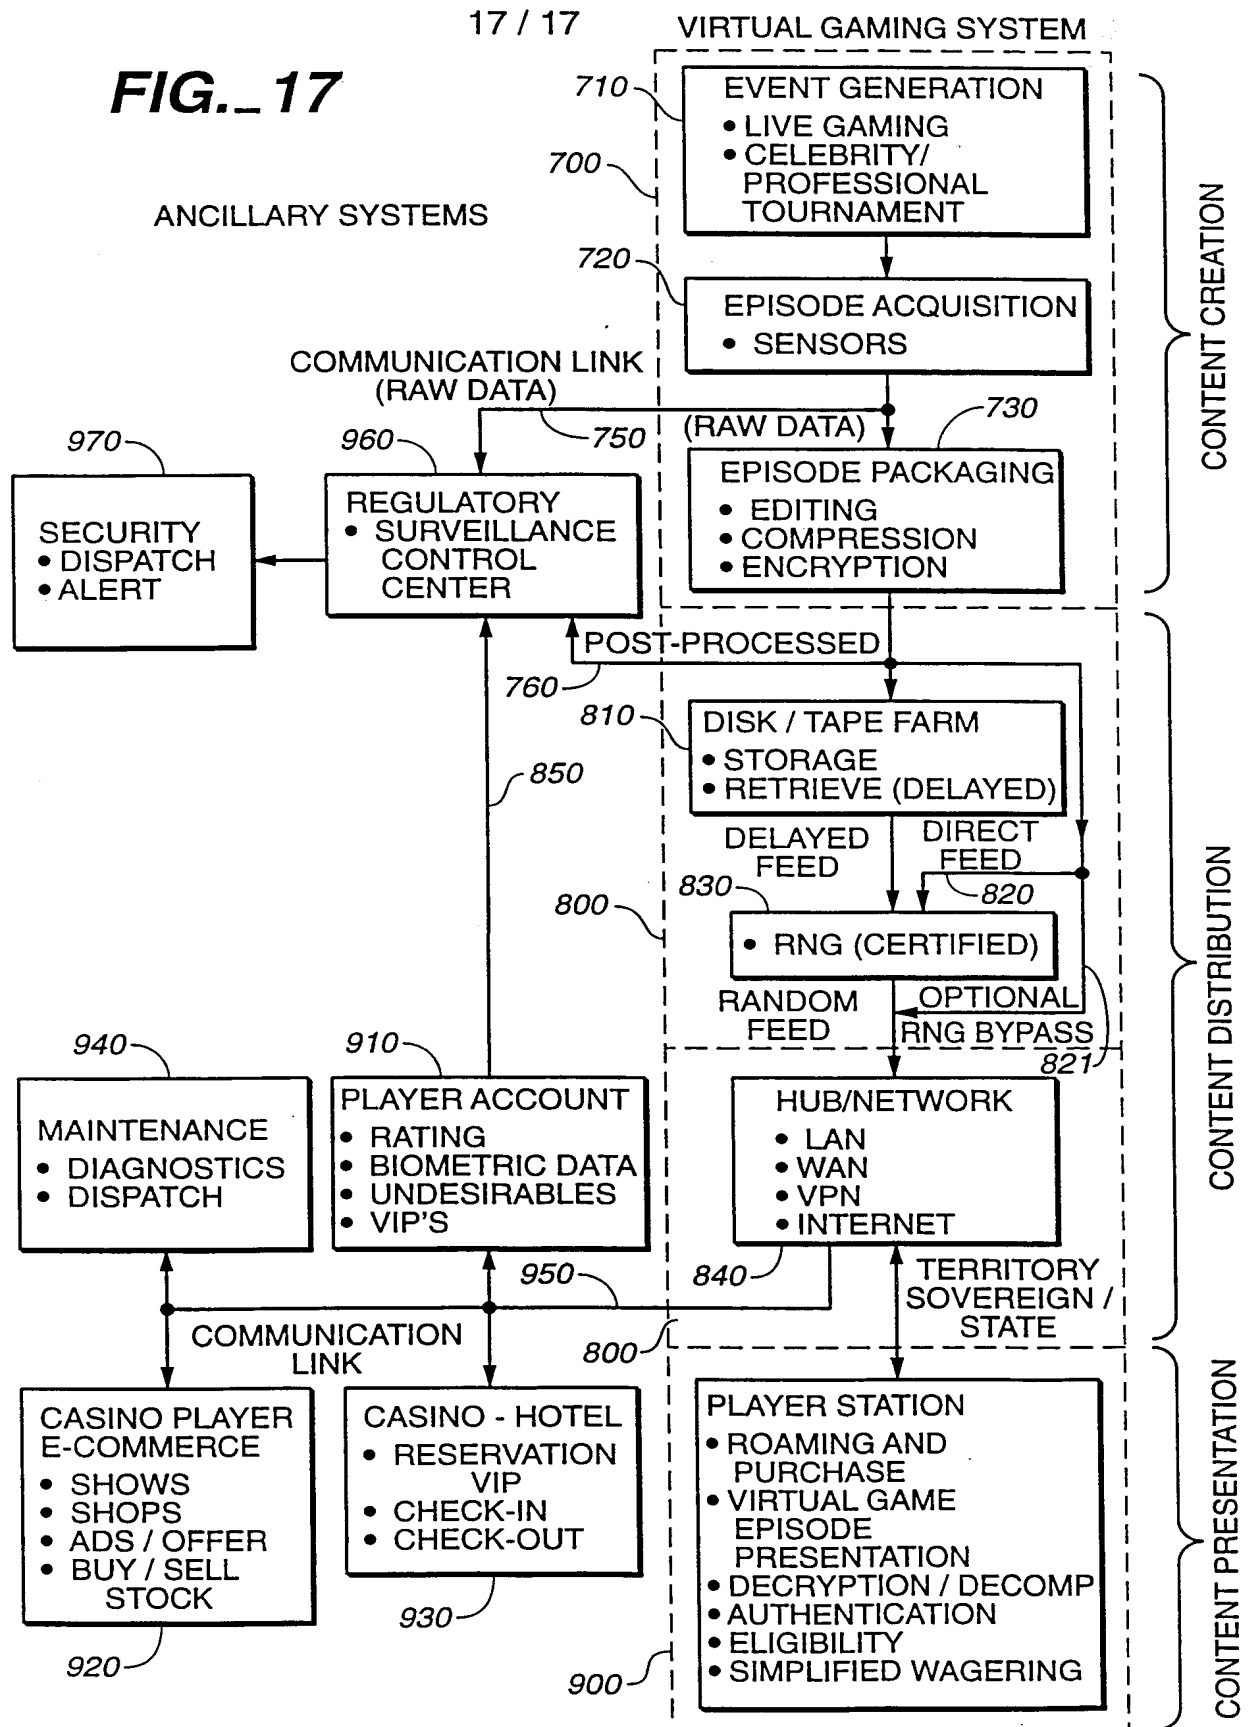 17 / 17
VIRTUAL GAMING SYSTEM
FIG._ 17
ANCILLARY SYSTEMS
710
EVENT GENERATION
• LIVE GAMING
• CELEBRITY/
PROFESSIONAL
TOURNAMENT
700
720
EPISODE ACQUISITION
• SENSORS
CONTENT CREATION
COMMUNICATION LINK
(RAW DATA)
750
(RAW DATA)
730
EPISODE PACKAGING
• EDITING
• COMPRESSION
• ENCRYPTION
970
SECURITY
• DISPATCH
• ALERT
960
REGULATORY
• SURVEILLANCE
CONTROL
CENTER
POST-PROCESSED
760
810
DISK / TAPE FARM
• STORAGE
• RETRIEVE (DELAYED)
850
DELAYED
FEED
DIRECT
FEED
820
830
800
• RNG (CERTIFIED)
RANDOM
FEED
OPTIONAL
RNG BYPASS
821
CONTENT DISTRIBUTION
940
MAINTENANCE
• DIAGNOSTICS
• DISPATCH
910
PLAYER ACCOUNT
• RATING
• BIOMETRIC DATA
• UNDESIRABLES
• VIP'S
HUB/NETWORK
• LAN
• WAN
• VPN
• INTERNET
840
950
TERRITORY
SOVEREIGN /
STATE
COMMUNICATION
LINK
800
CASINO PLAYER
E-COMMERCE
• SHOWS
• SHOPS
• ADS / OFFER
• BUY / SELL
STOCK
920
CASINO - HOTEL
• RESERVATION
VIP
• CHECK-IN
• CHECK-OUT
930
PLAYER STATION
• ROAMING AND
PURCHASE
• VIRTUAL GAME
EPISODE
PRESENTATION
• DECRYPTION / DECOMP
• AUTHENTICATION
• ELIGIBILITY
• SIMPLIFIED WAGERING
900
CONTENT PRESENTATION